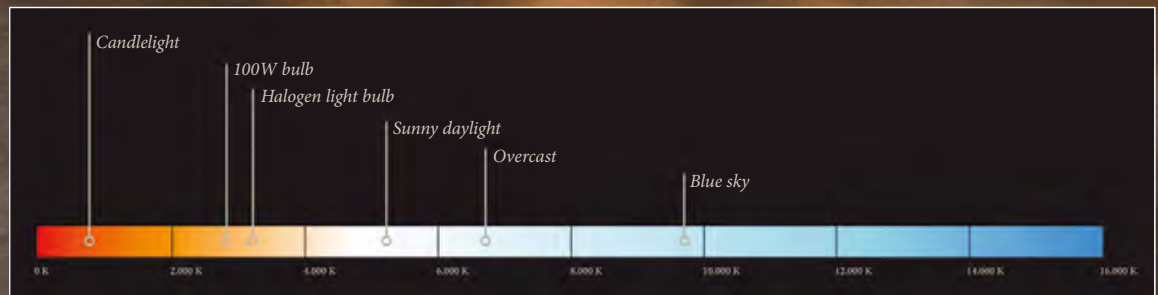 Candlelight
100W bulb
Halogen light bulb
Sunny daylight
Overcast
Blue sky
0 K 2.000 K 4.000 K 6.000 K 8.000 K 10.000 K 12.000 K 14.000 K 16.000 K